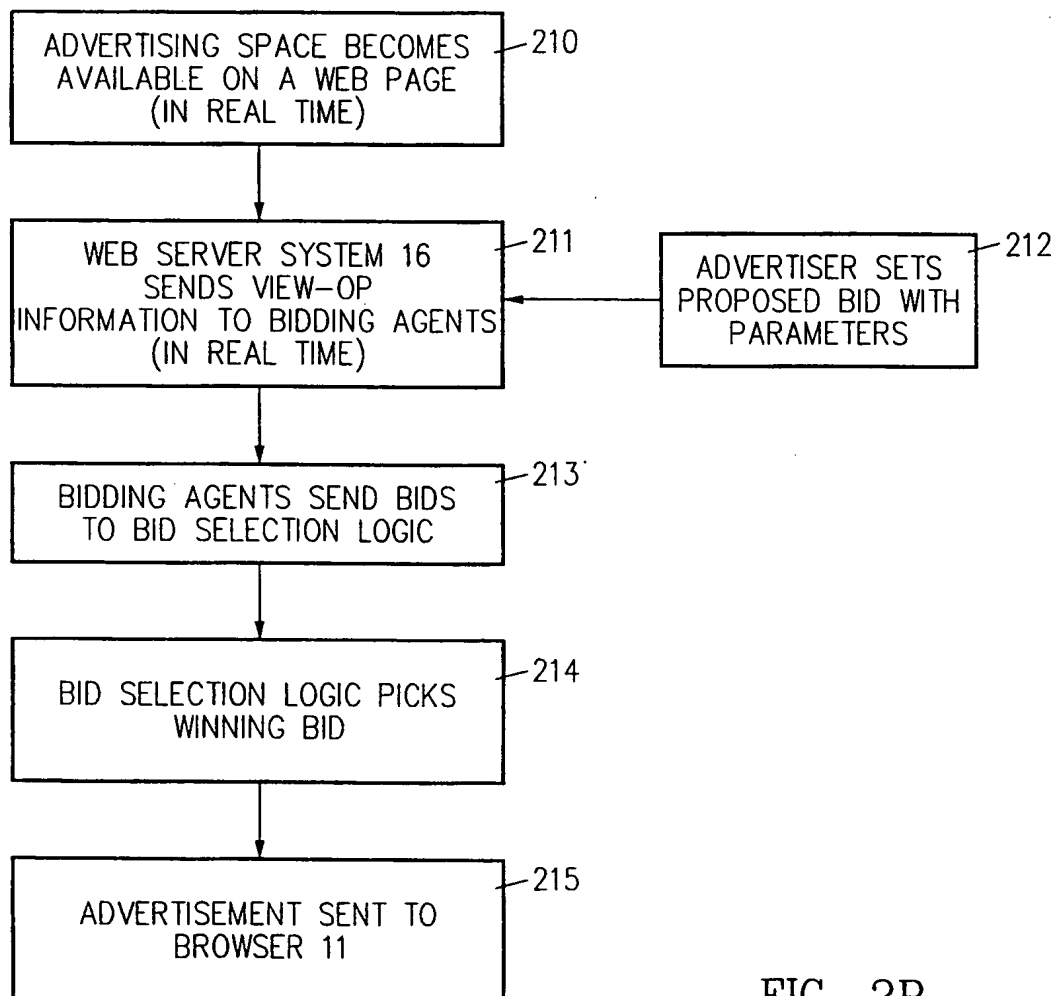 ADVERTISING SPACE BECOMES
AVAILABLE ON A WEB PAGE
(IN REAL TIME)
210
WEB SERVER SYSTEM 16
SENDS VIEW-OP
INFORMATION TO BIDDING AGENTS
(IN REAL TIME)
211
ADVERTISER SETS
PROPOSED BID WITH
PARAMETERS
212
BIDDING AGENTS SEND BIDS
TO BID SELECTION LOGIC
213
BID SELECTION LOGIC PICKS
WINNING BID
214
ADVERTISEMENT SENT TO
BROWSER 11
215
FIG. 2B